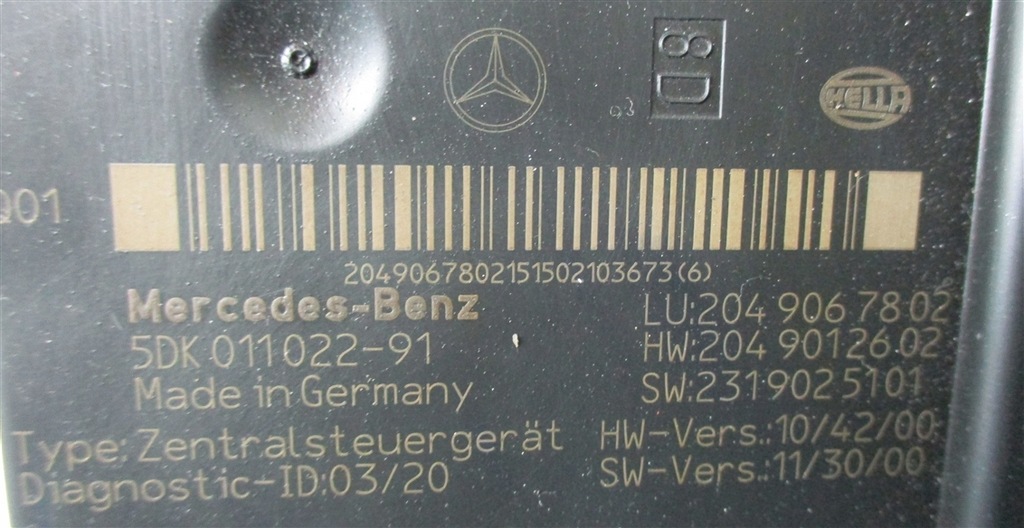 8D
HELLA
Q01
2049067802151502103673(6)
Mercedes-Benz
LU:204 906 78 02
5DK 011 022-91
HW:204 901 26 02
Made in Germany
SW:231 902 51 01
Type: Zentralsteuergerät
HW-Vers.:10/42/00
Diagnostic-ID:03/20
SW-Vers.:11/30/00